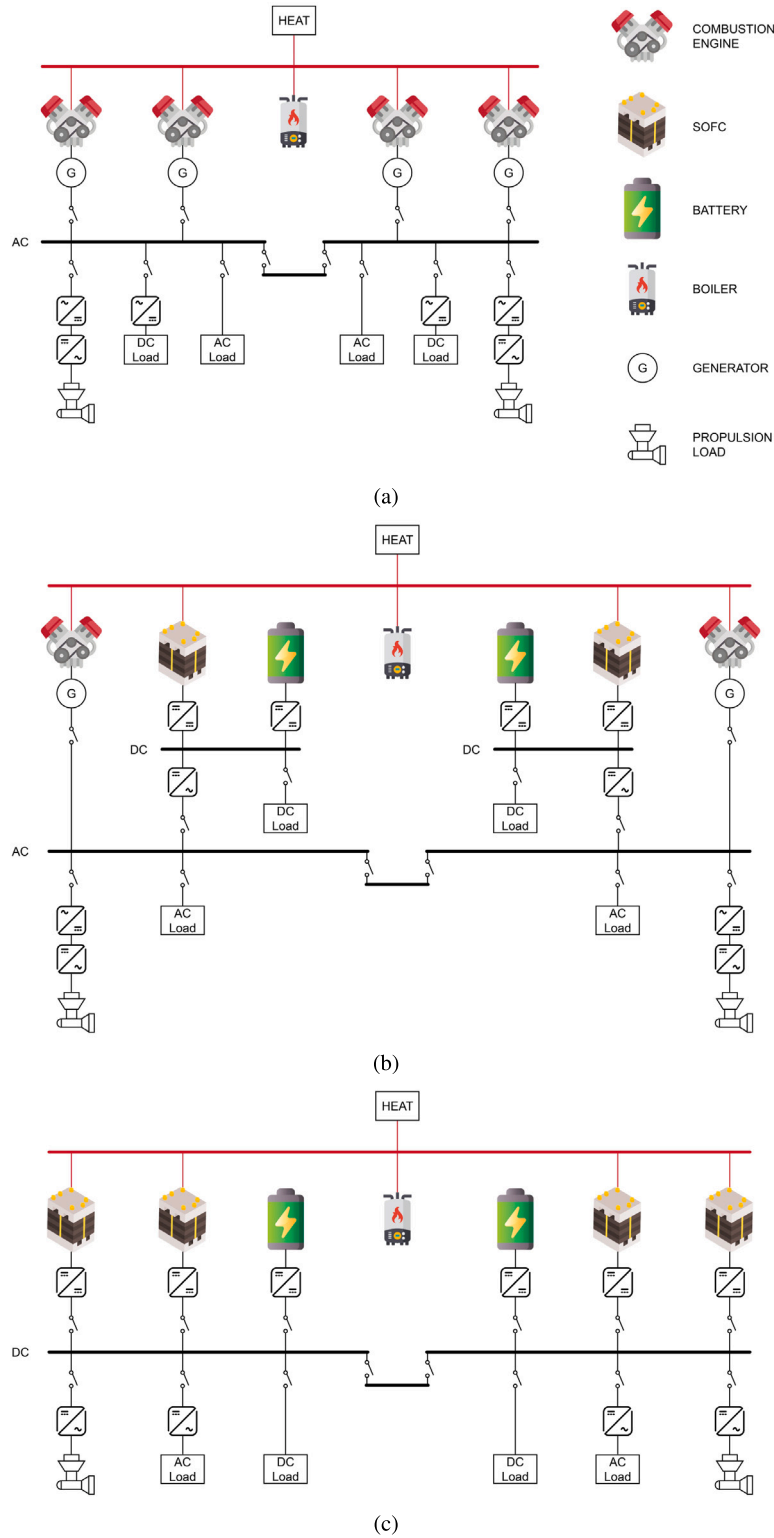 HEAT
COMBUSTION
ENGINE
SOFC
BATTERY
BOILER
GENERATOR
PROPULSION
LOAD
G
G
G
G
AC
DC
Load
AC
Load
AC
Load
DC
Load
G
(a)
HEAT
G
G
DC
DC
DC
Load
DC
Load
AC
AC
Load
AC
Load
(b)
HEAT
DC
AC
Load
DC
Load
DC
Load
AC
Load
(c)